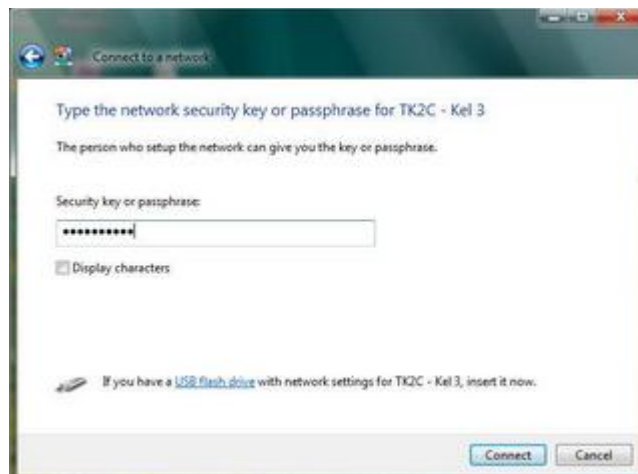 Connect to a network
Type the network security key or passphrase for TK2C - Kel 3
The person who setup the network can give you the key or passphrase.
Security key or passphrase:
••••••••••
Display characters
If you have a USB flash drive with network settings for TK2C - Kel 3, insert it now.
Connect
Cancel